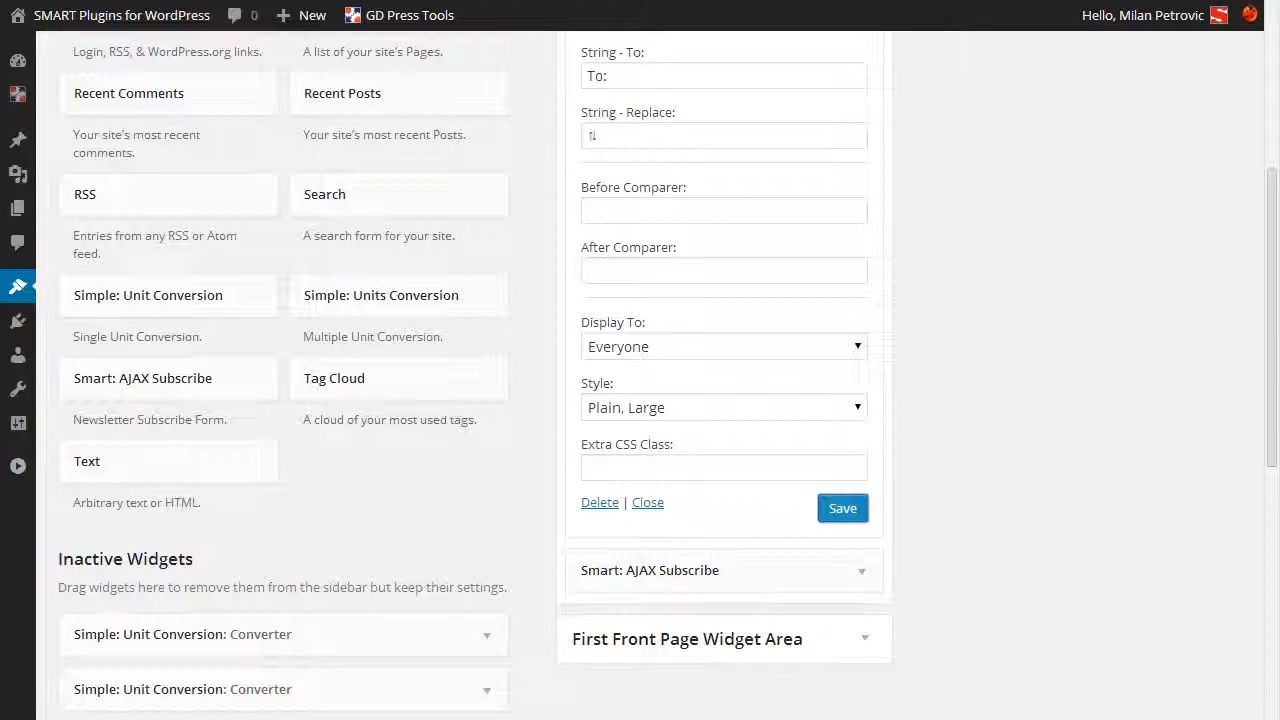 SMART Plugins for WordPress 0 New GD Press Tools Hello, Milan Petrovic
Login, RSS, & WordPress.org links. A list of your site's Pages.
Recent Comments Recent Posts
Your site's most recent comments. Your site's most recent Posts.
RSS Search
Entries from any RSS or Atom feed. A search form for your site.
Simple: Unit Conversion Simple: Units Conversion
Single Unit Conversion. Multiple Unit Conversion.
Smart: AJAX Subscribe Tag Cloud
Newsletter Subscribe Form. A cloud of your most used tags.
Text
Arbitrary text or HTML.
Inactive Widgets
Drag widgets here to remove them from the sidebar but keep their settings.
Simple: Unit Conversion: Converter
Simple: Unit Conversion: Converter
String - To:
To:
String - Replace:
⇅
Before Comparer:
After Comparer:
Display To:
Everyone
Style:
Plain, Large
Extra CSS Class:
Delete | Close Save
Smart: AJAX Subscribe
First Front Page Widget Area